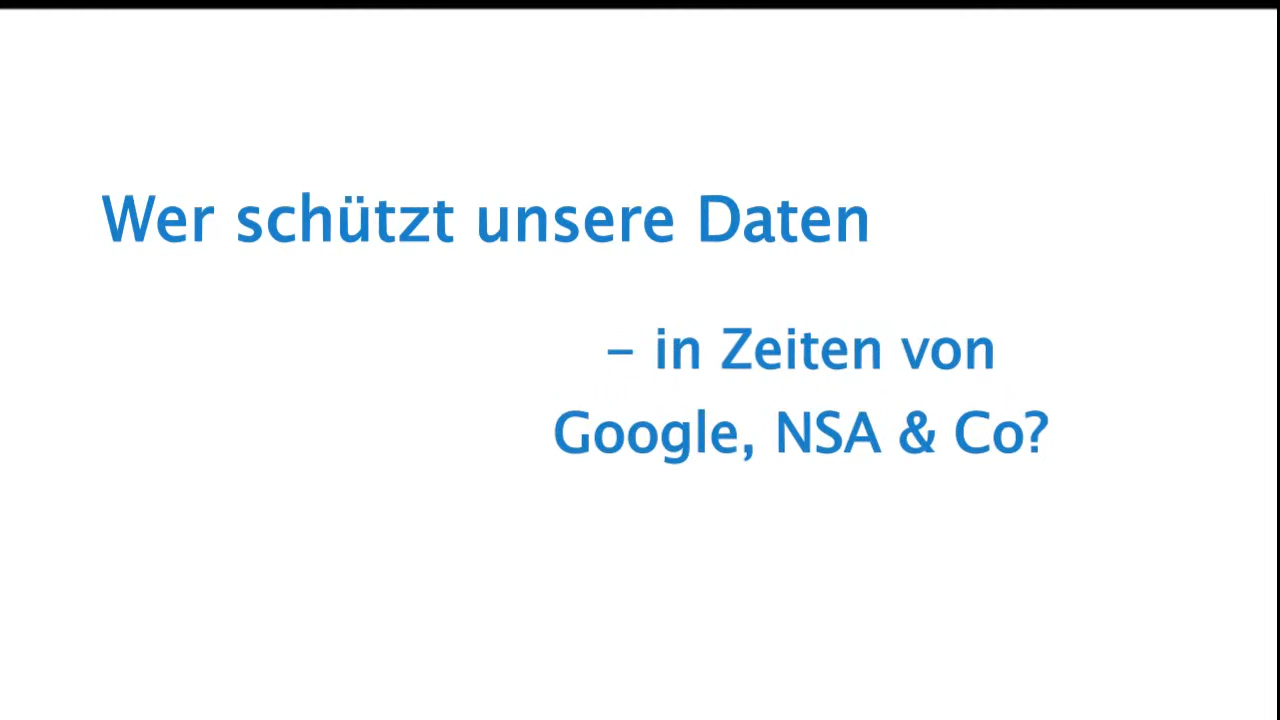 Wer schützt unsere Daten
– in Zeiten von
Google, NSA & Co?